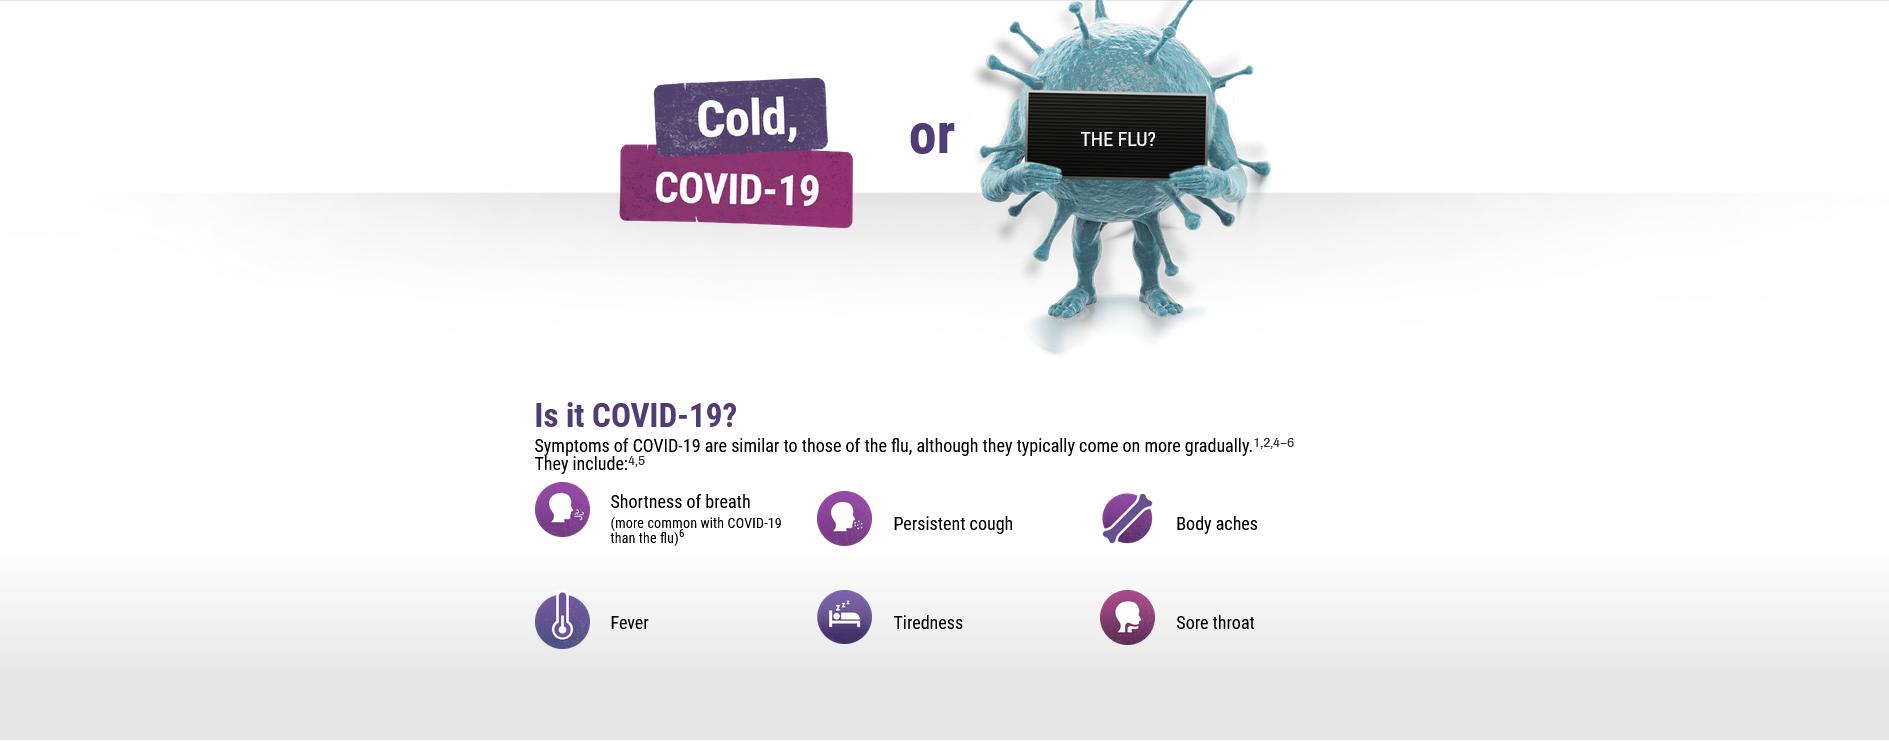 Cold,
COVID-19
or
THE FLU?
Is it COVID-19?
Symptoms of COVID-19 are similar to those of the flu, although they typically come on more gradually.1,2,4–6
They include:4,5
Shortness of breath
(more common with COVID-19
than the flu)6
Persistent cough
Body aches
Fever
Tiredness
Sore throat